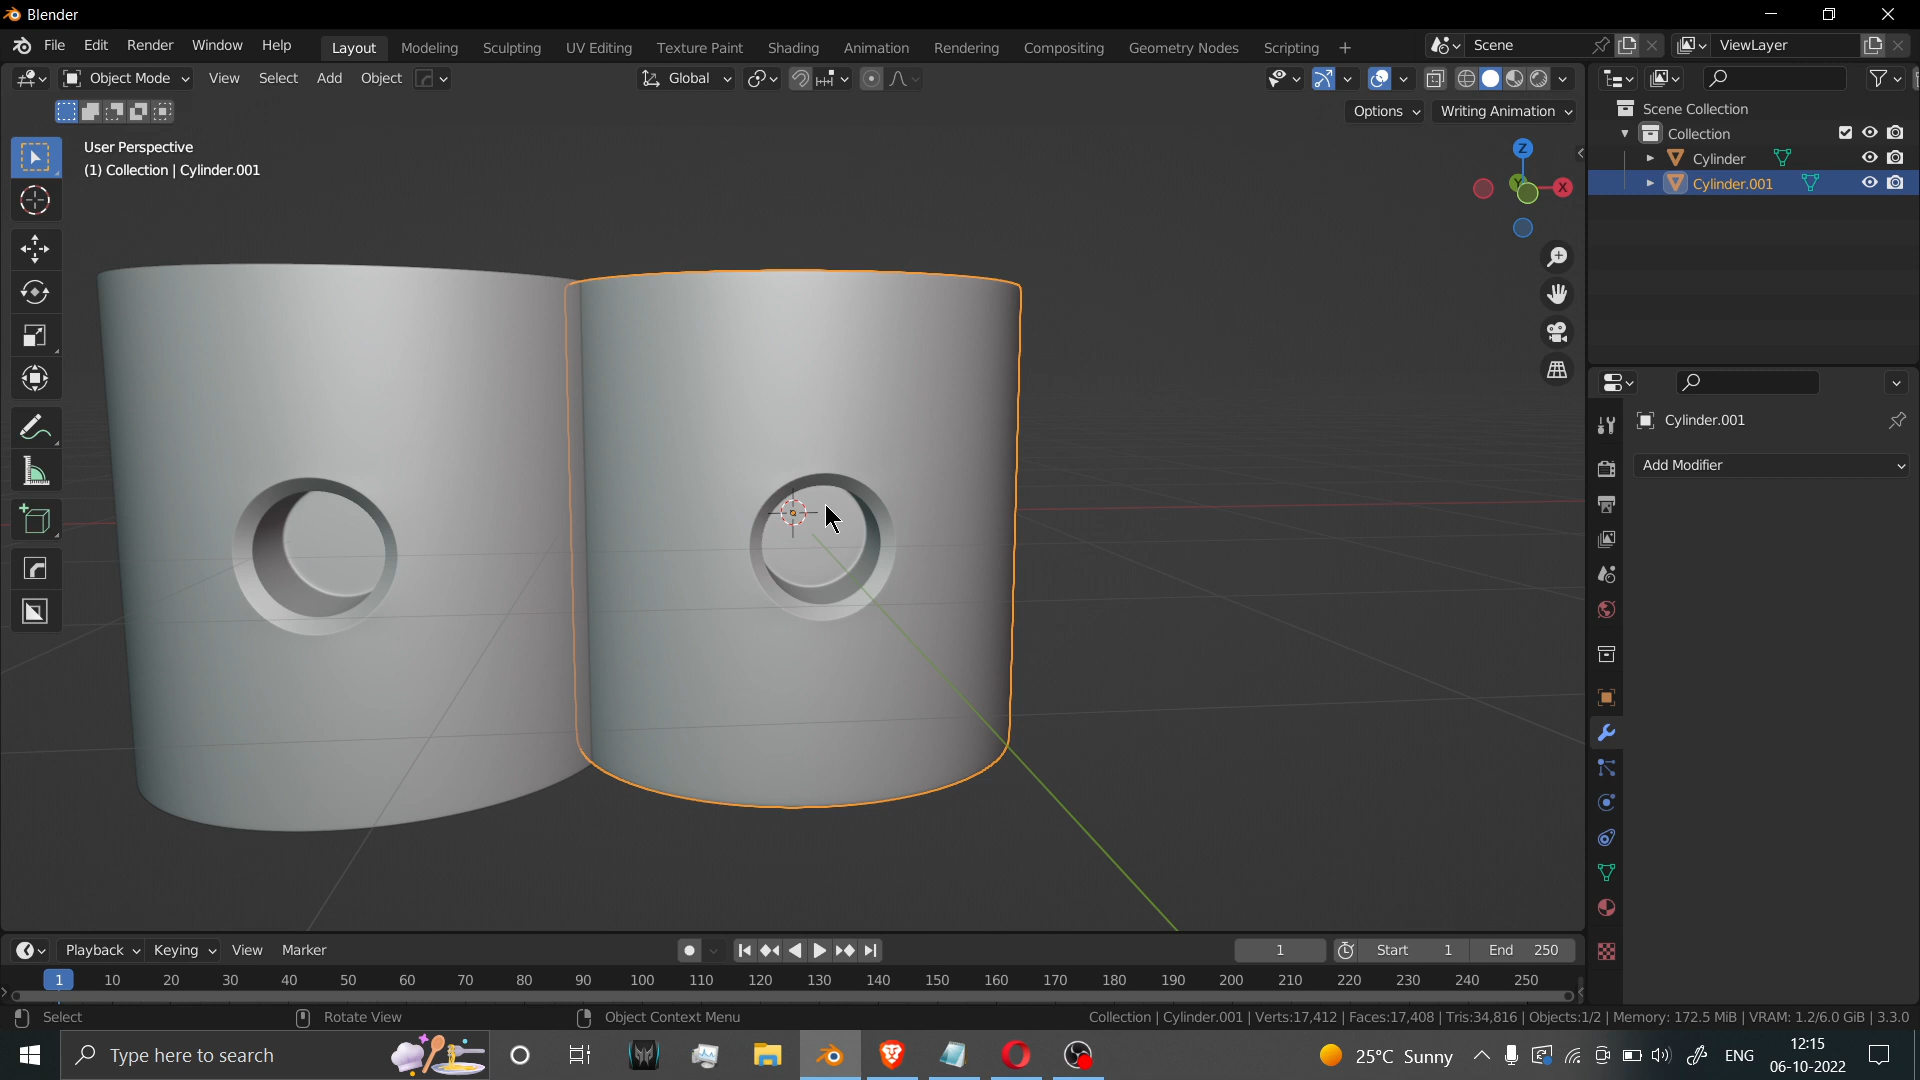 Blender
File Edit Render Window Help
Layout Modeling Sculpting UV Editing Texture Paint Shading Animation Rendering Compositing Geometry Nodes Scripting +
Scene
ViewLayer
Object Mode View Select Add Object
Global
Options Writing Animation
User Perspective
(1) Collection | Cylinder.001
Z
Y
X
Scene Collection
Collection
Cylinder
Cylinder.001
Cylinder.001
Add Modifier
Playback Keying View Marker
1
Start 1
End 250
1 10 20 30 40 50 60 70 80 90 100 110 120 130 140 150 160 170 180 190 200 210 220 230 240 250
Select
Rotate View
Object Context Menu
Collection | Cylinder.001 | Verts:17,412 | Faces:17,408 | Tris:34,816 | Objects:1/2 | Memory: 172.5 MiB | VRAM: 1.2/6.0 GiB | 3.3.0
Type here to search
25°C Sunny
ENG
12:15
06-10-2022